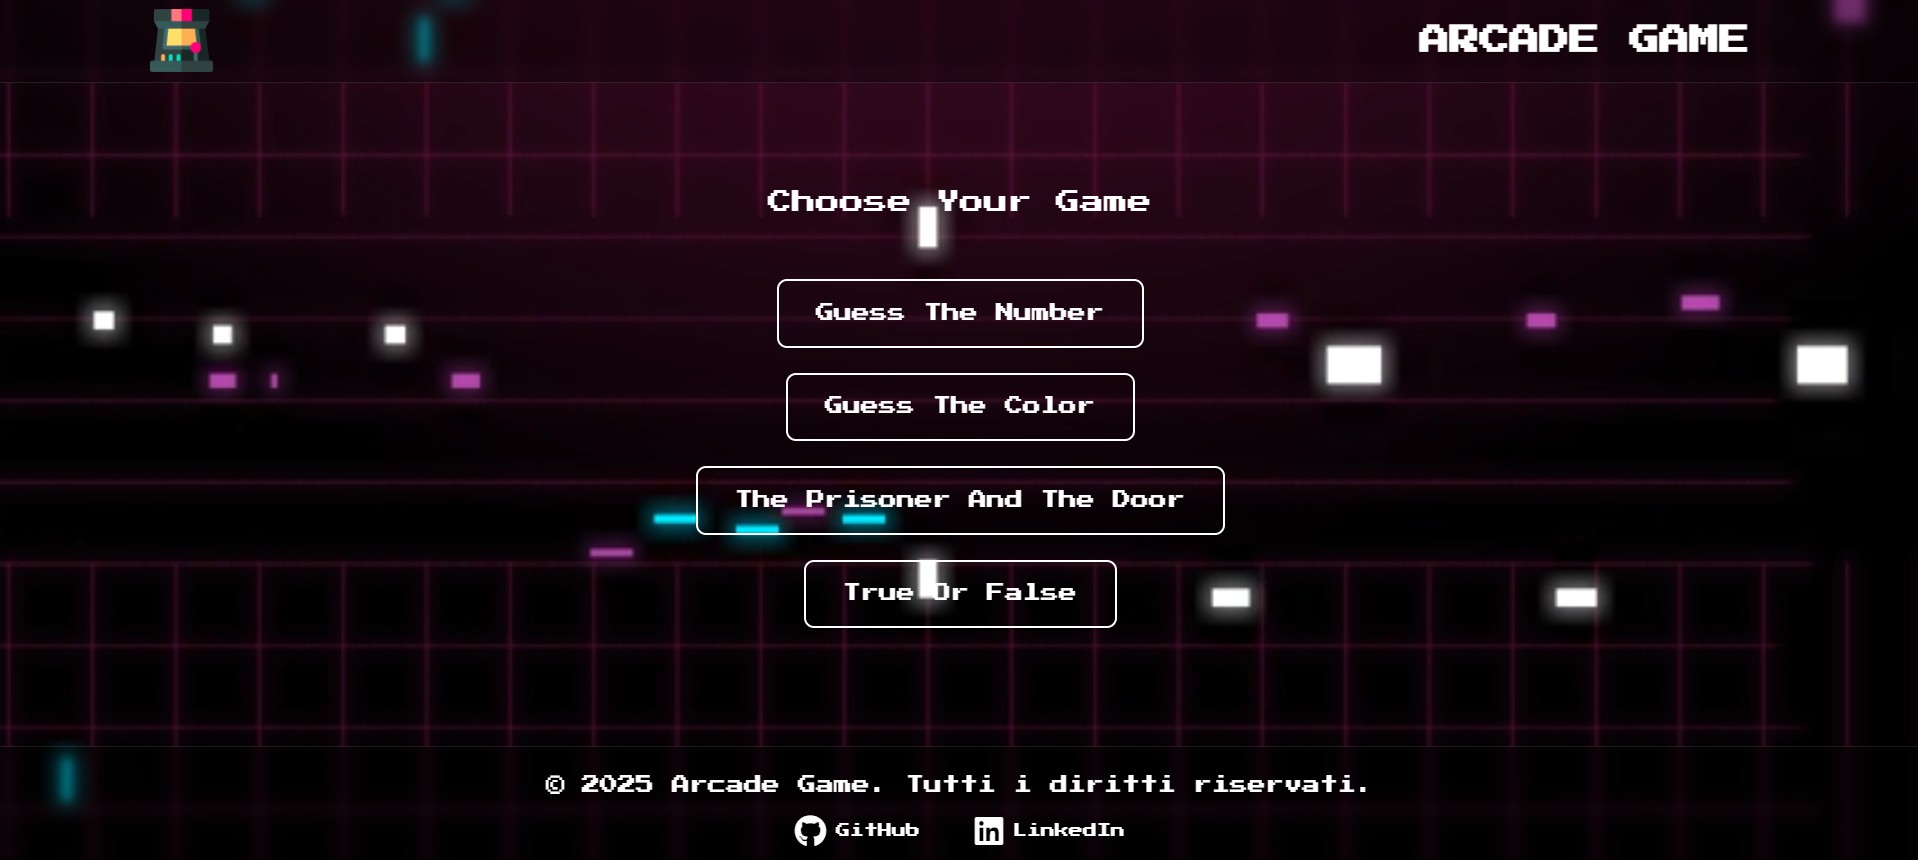 ARCADE GAME
Choose Your Game
Guess The Number
Guess The Color
The Prisoner And The Door
True Or False
© 2025 Arcade Game. Tutti i diritti riservati.
GitHub
LinkedIn